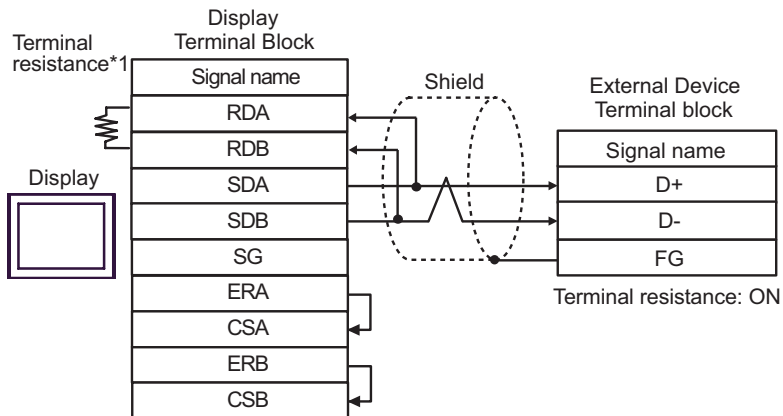 Display
Terminal Block
Terminal
resistance*1
Signal name
RDA
RDB
SDA
SDB
SG
ERA
CSA
ERB
CSB
Display
Shield
External Device
Terminal block
Signal name
D+
D-
FG
Terminal resistance: ON